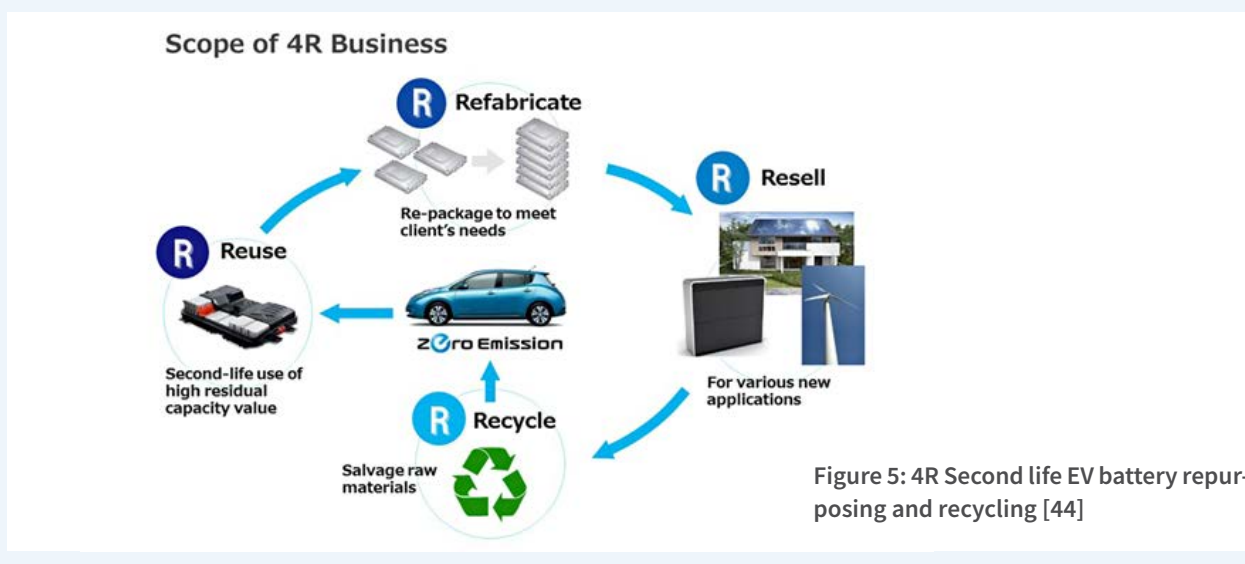 Scope of 4R Business
R Refabricate
Re-package to meet
client's needs
R Resell
For various new
applications
R Reuse
Second-life use of
high residual
capacity value
zero Emission
R Recycle
Salvage raw
materials
Figure 5: 4R Second life EV battery repur-
posing and recycling [44]